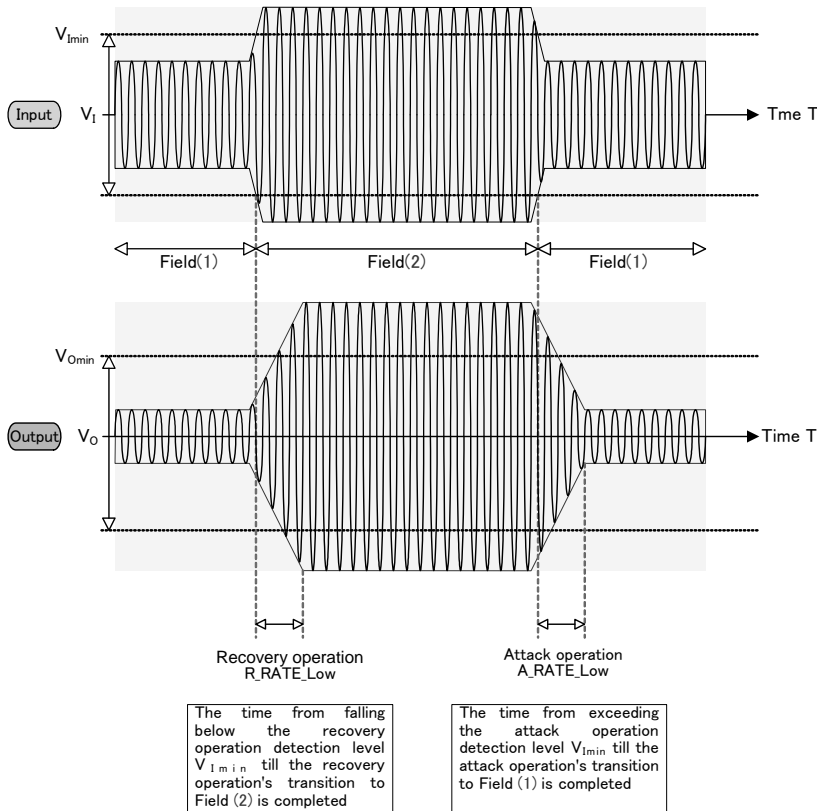 VImin
Input
VI
Tme T
Field(1)
Field(2)
Field(1)
VOmin
Output
VO
Time T
Recovery operation
R_RATE_Low
Attack operation
A_RATE_Low
The time from falling
below the recovery
operation detection level
VImin till the recovery
operation's transition to
Field (2) is completed
The time from exceeding
the attack operation
detection level VImin till the
attack operation's transition
to Field (1) is completed